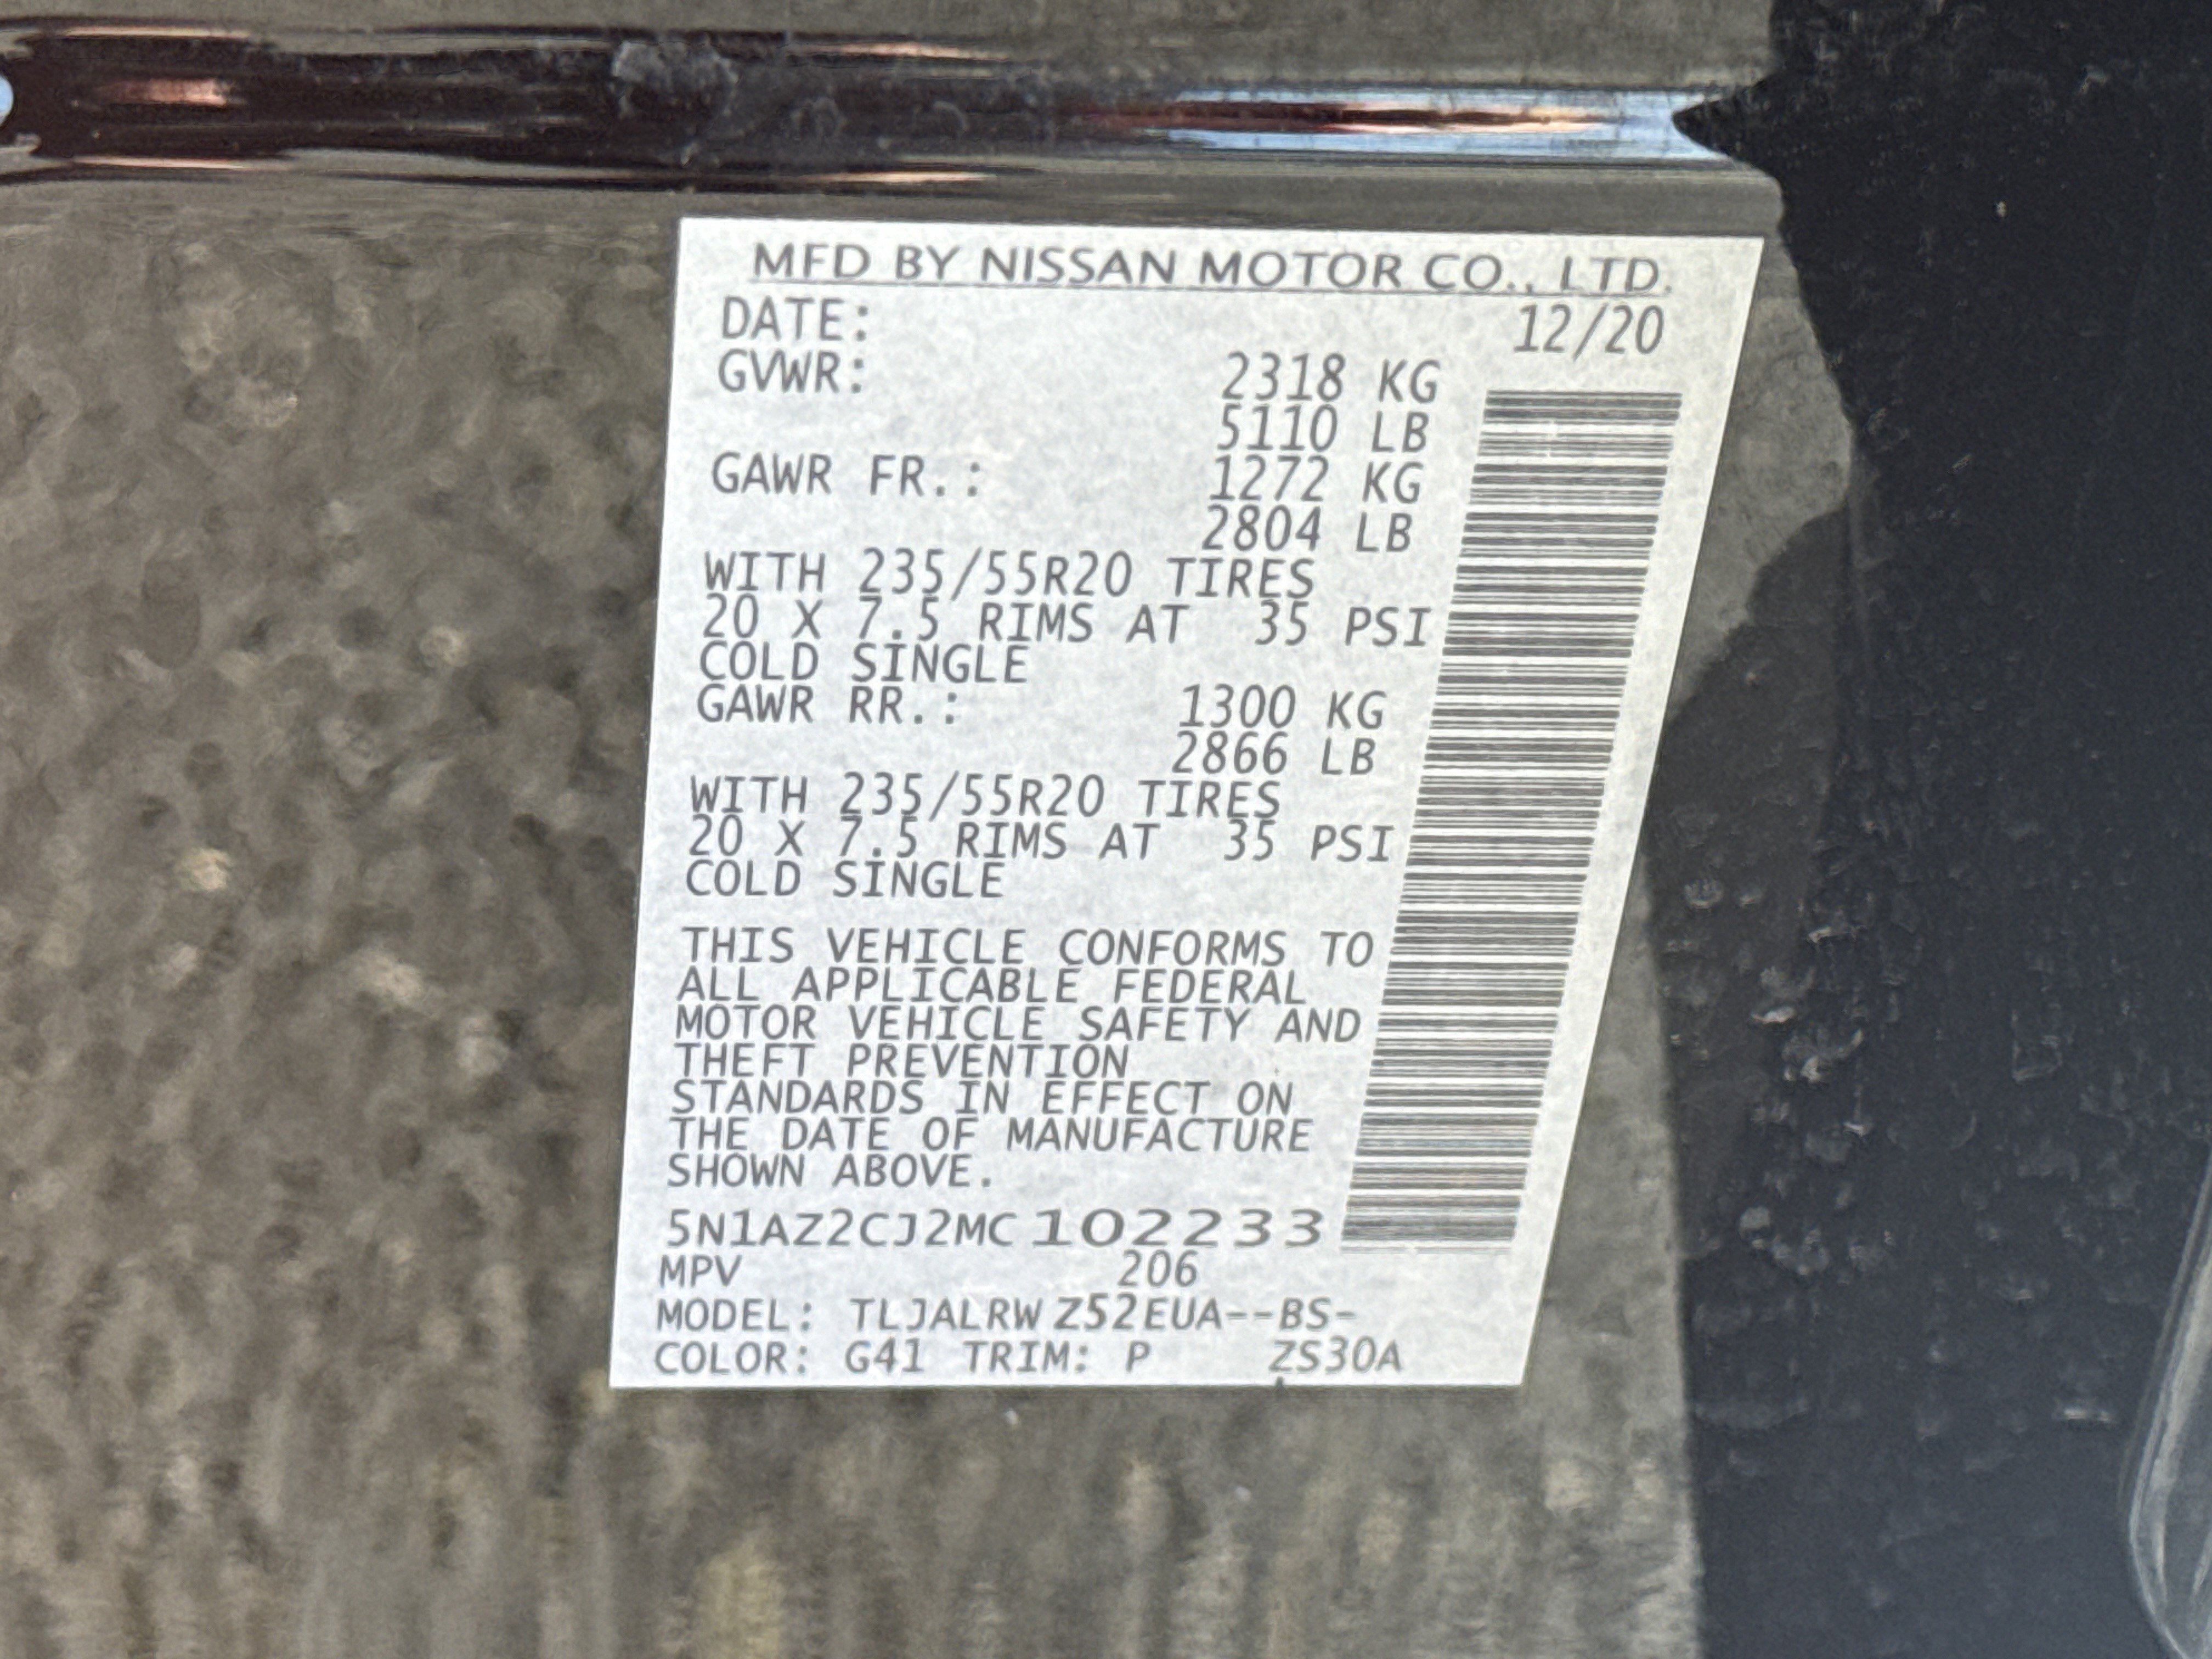 MFD BY NISSAN MOTOR CO., LTD.
DATE: 12/20
GVWR: 2318 KG
5110 LB
GAWR FR.: 1272 KG
2804 LB
WITH 235/55R20 TIRES
20 X 7.5 RIMS AT 35 PSI
COLD SINGLE
GAWR RR.: 1300 KG
2866 LB
WITH 235/55R20 TIRES
20 X 7.5 RIMS AT 35 PSI
COLD SINGLE
THIS VEHICLE CONFORMS TO
ALL APPLICABLE FEDERAL
MOTOR VEHICLE SAFETY AND
THEFT PREVENTION
STANDARDS IN EFFECT ON
THE DATE OF MANUFACTURE
SHOWN ABOVE.
5N1AZ2CJ2MC102233
MPV 206
MODEL: TLJALRW Z52EUA--BS-
COLOR: G41 TRIM: P ZS30A